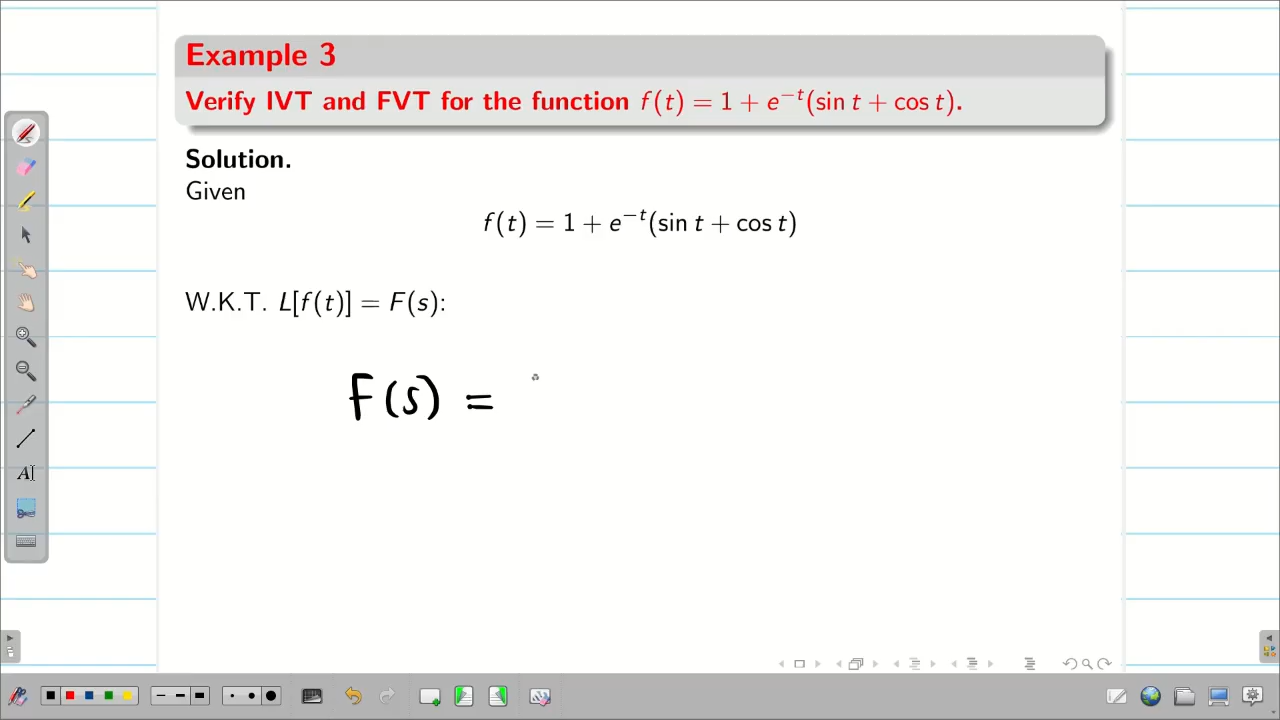 Example 3
Verify IVT and FVT for the function f(t) = 1 + e^{−t}(sin t + cos t).
Solution.
Given
f(t) = 1 + e^{−t}(sin t + cos t)
W.K.T. L[f(t)] = F(s):
F(s) =